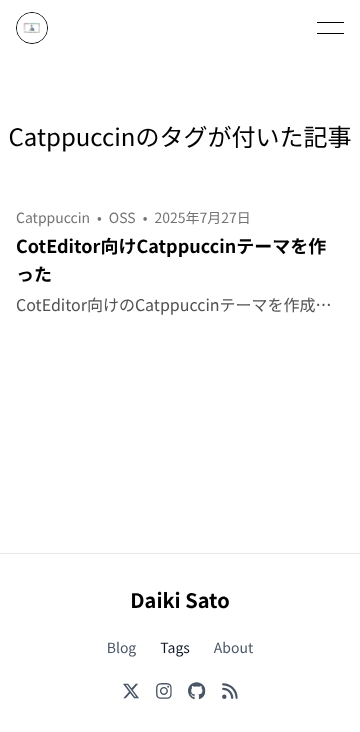 Catppuccinのタグが付いた記事
Catppuccin • OSS • 2025年7月27日
CotEditor向けCatppuccinテーマを作
った
CotEditor向けのCatppuccinテーマを作成…
Daiki Sato
Blog Tags About